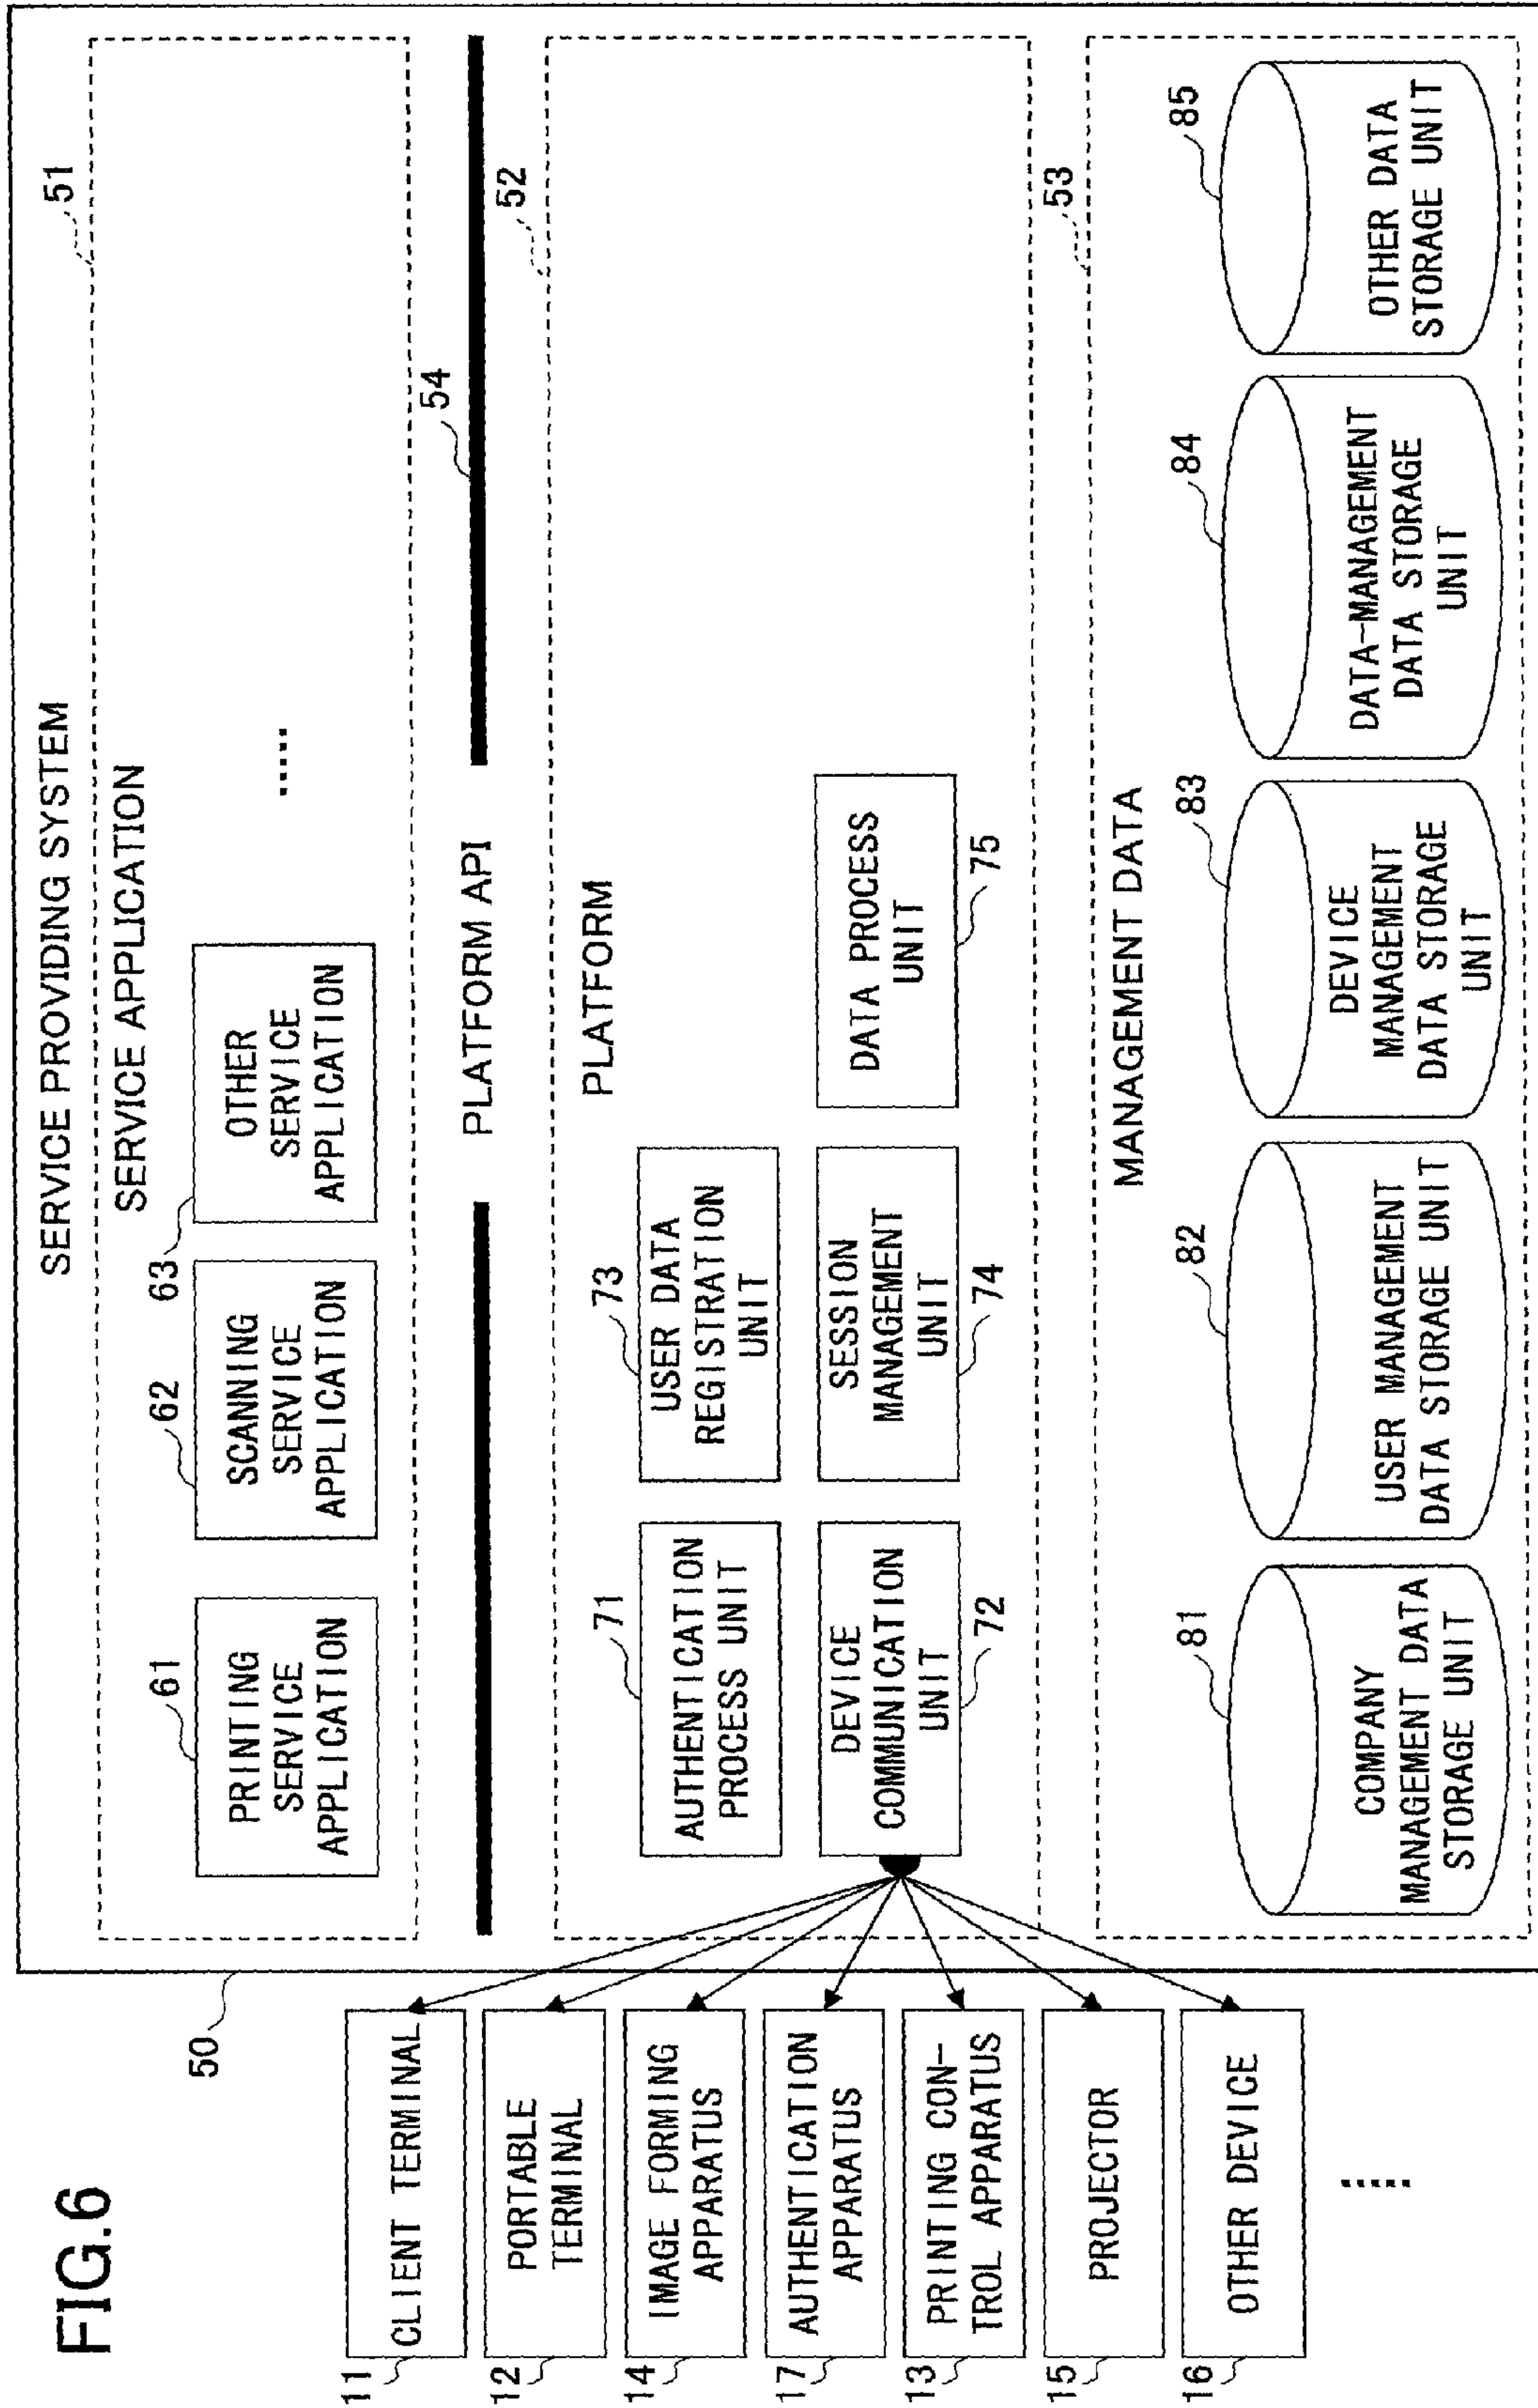 FIG.6
11
CLIENT TERMINAL
12
PORTABLE
TERMINAL
14
IMAGE FORMING
APPARATUS
17
AUTHENTICATION
APPARATUS
13
PRINTING CON-
TROL APPARATUS
15
PROJECTOR
16
OTHER DEVICE
.....
50
SERVICE PROVIDING SYSTEM
51
SERVICE APPLICATION
61
PRINTING
SERVICE
APPLICATION
62
SCANNING
SERVICE
APPLICATION
63
OTHER
SERVICE
APPLICATION
.....
PLATFORM API
54
52
PLATFORM
71
AUTHENTICATION
PROCESS UNIT
73
USER DATA
REGISTRATION
UNIT
DEVICE
COMMUNICATION
UNIT
72
SESSION
MANAGEMENT
UNIT
74
DATA PROCESS
UNIT
75
53
MANAGEMENT DATA
81
COMPANY
MANAGEMENT DATA
STORAGE UNIT
82
USER MANAGEMENT
DATA STORAGE UNIT
83
DEVICE
MANAGEMENT
DATA STORAGE
UNIT
84
DATA-MANAGEMENT
DATA STORAGE
UNIT
85
OTHER DATA
STORAGE UNIT